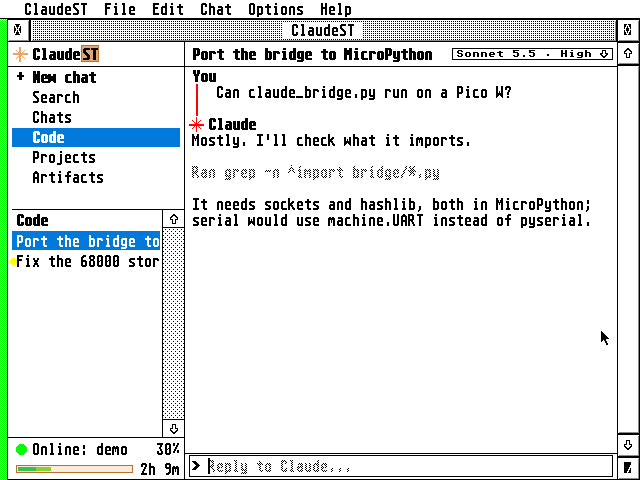 ClaudeST File Edit Chat Options Help
ClaudeST
ClaudeST
Port the bridge to MicroPython
Sonnet 5.5 · High
+ New chat
Search
Chats
Code
Projects
Artifacts
You
Can claude_bridge.py run on a Pico W?
Claude
Mostly. I'll check what it imports.
Ran grep -n ^import bridge/*.py
It needs sockets and hashlib, both in MicroPython;
serial would use machine.UART instead of pyserial.
Code
Port the bridge to
Fix the 68000 stor
Online: demo 30%
2h 9m
> Reply to Claude...